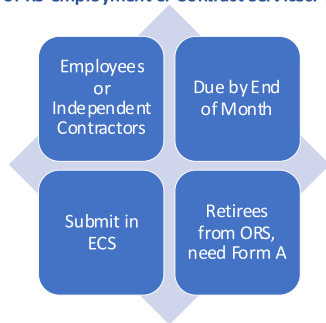 Employment or Contract Services.
Employees
or
Independent
Contractors
Due by End
of Month
Submit in
ECS
Retirees
from ORS,
need Form A